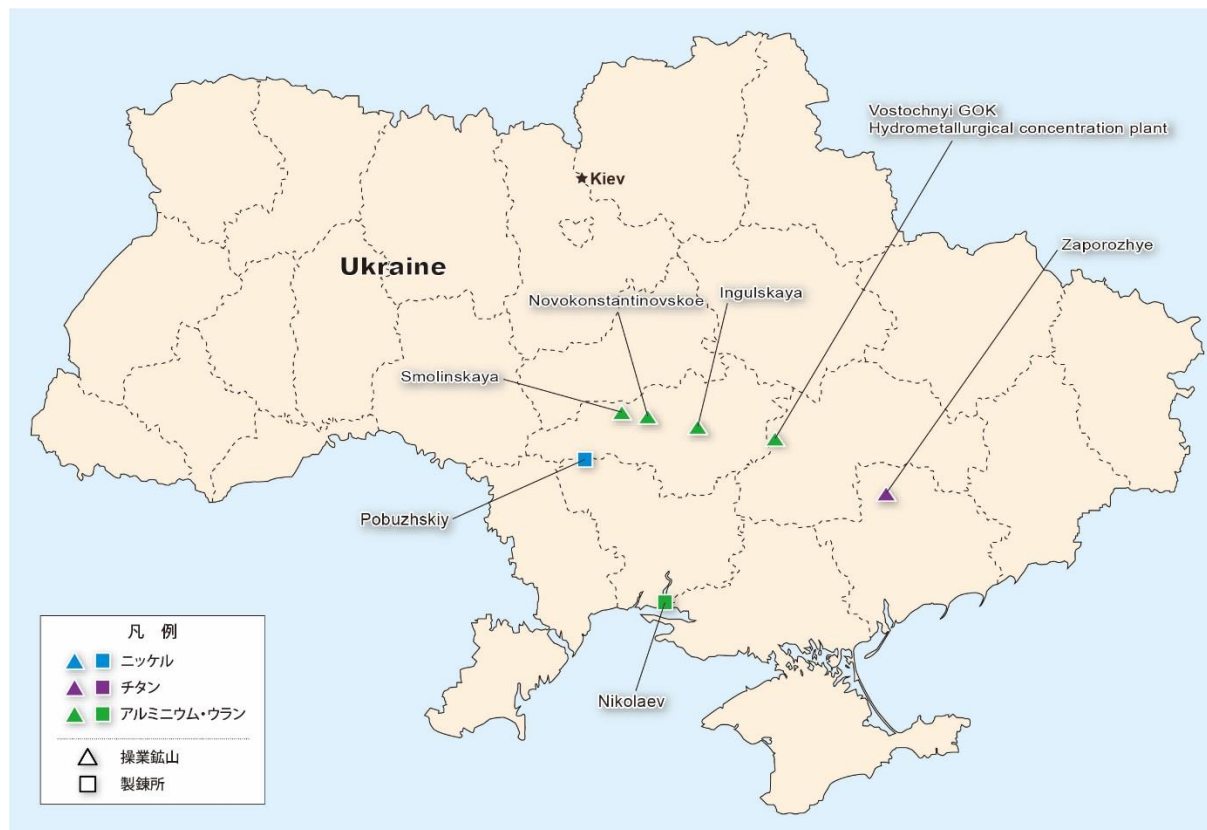 Vostochnyi GOK
Hydrometallurgical concentration plant
★Kiev
Zaporozhye
Ukraine
Novokonstantinovskoe
Ingulskaya
Smolinskaya
Pobuzhskiy
Nikolaev
凡 例
ニッケル
チタン
アルミニウム・ウラン
操業鉱山
製錬所